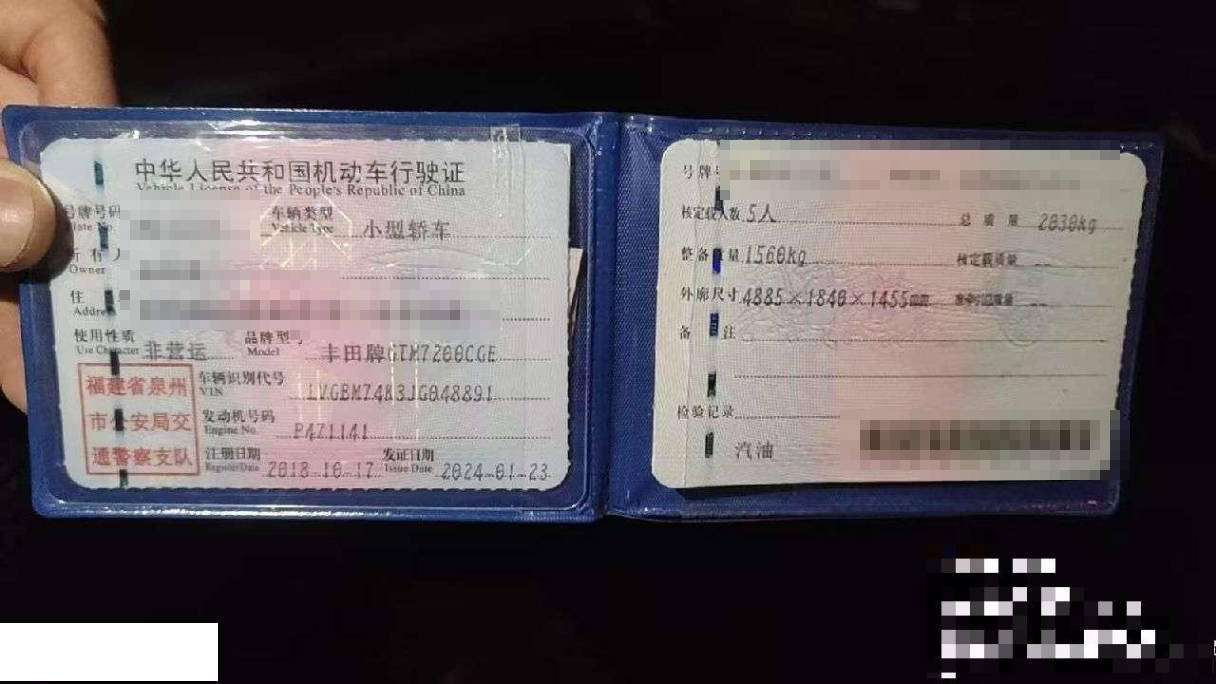 中华人民共和国机动车行驶证
Vehicle License of the People's Republic of China
号牌号码 车辆类型
Plate No. Vehicle Type 小型轿车
所有人
Owner
住
Address
使用性质 品牌型号
Use Character 非营运 Model 丰田牌GTM7200CGE
福建省泉州
市公安局交
通警察支队
车辆识别代号
VIN LVGBM74K3JG048891
发动机号码
Engine No. P471141
注册日期 发证日期
Register Date 2018-10-17 Issue Date 2024-01-23
号牌
核定载人数 5人 总质量 2030kg
整备质量 1560kg 核定载质量 --
外廓尺寸 4885×1840×1455mm 准牵引总质量 --
备注
检验记录
汽油